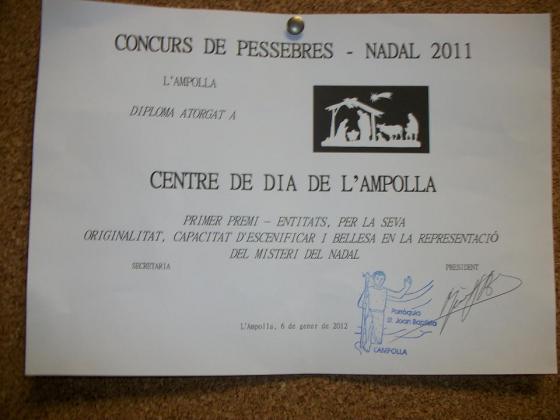 CONCURS DE PESSEBRES - NADAL 2011
L'AMPOLLA
DIPLOMA ATORGAT A
CENTRE DE DIA DE L'AMPOLLA
PRIMER PREMI - ENTITATS, PER LA SEVA
ORIGINALITAT, CAPACITAT D'ESCENIFICAR I BELLESA EN LA REPRESENTACIÓ
DEL MISTERI DEL NADAL
SECRETARIA
PRESIDENT
Parròquia
St. Joan Baptista
L'AMPOLLA
L'Ampolla, 6 de gener de 2012